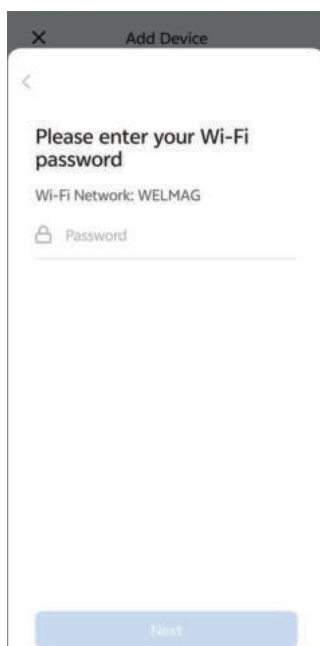 Add Device
Please enter your Wi-Fi
password
Wi-Fi Network: WELMAG
Password
Next